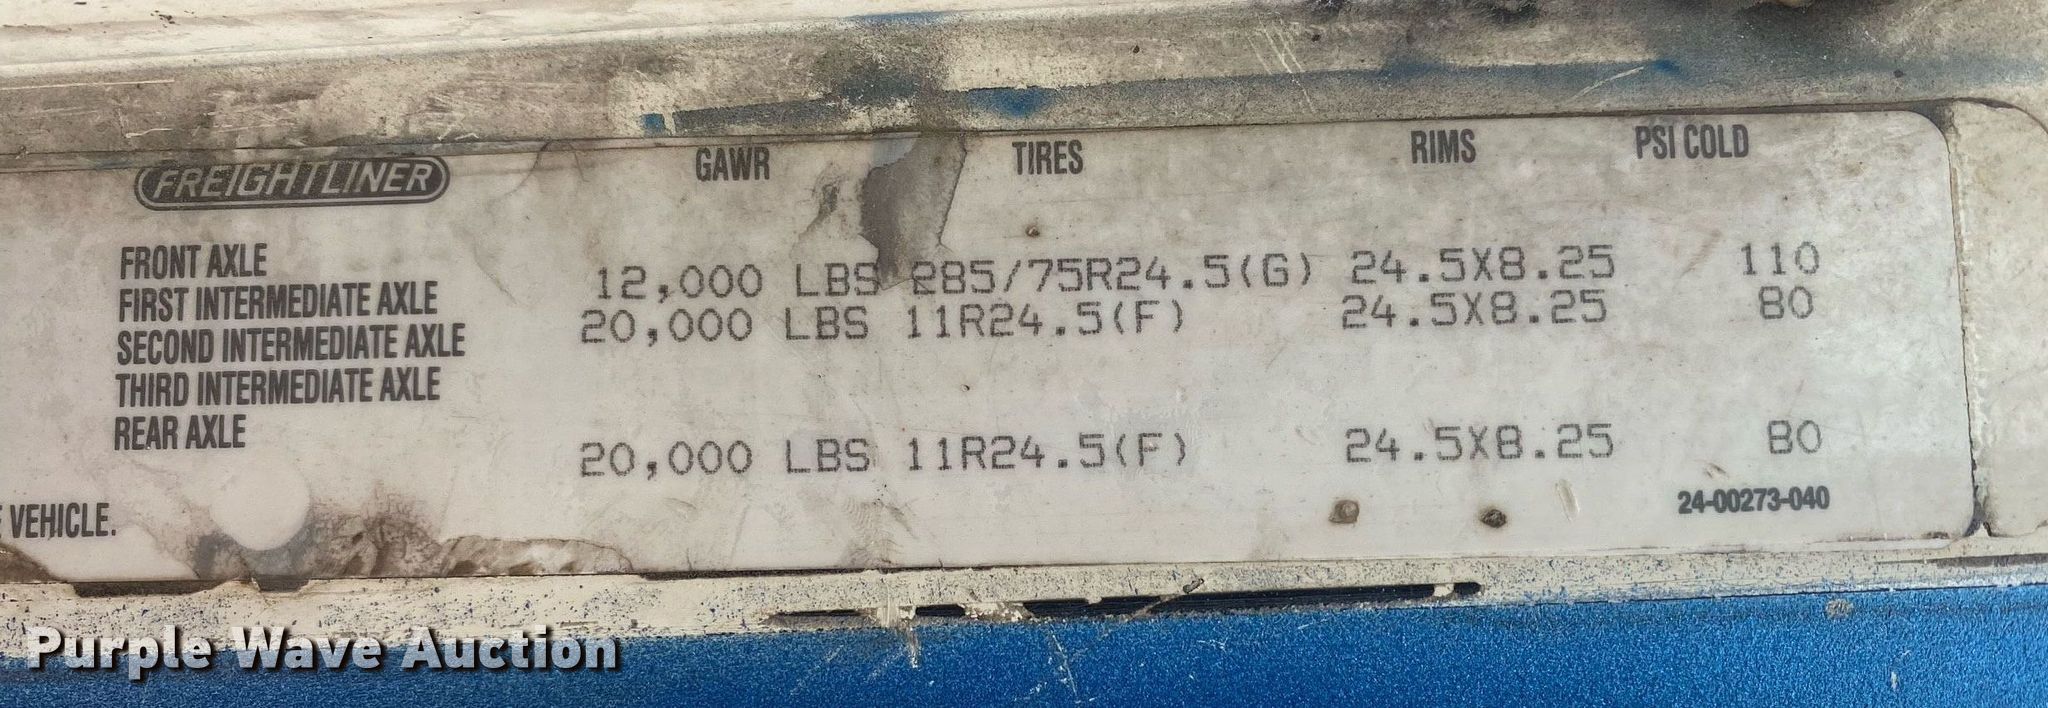 FREIGHTLINER GAWR TIRES RIMS PSI COLD
FRONT AXLE 12,000 LBS 285/75R24.5(G) 24.5X8.25 110
FIRST INTERMEDIATE AXLE 20,000 LBS 11R24.5(F) 24.5X8.25 80
SECOND INTERMEDIATE AXLE
THIRD INTERMEDIATE AXLE
REAR AXLE 20,000 LBS 11R24.5(F) 24.5X8.25 80
24-00273-040
VEHICLE.
Purple Wave Auction